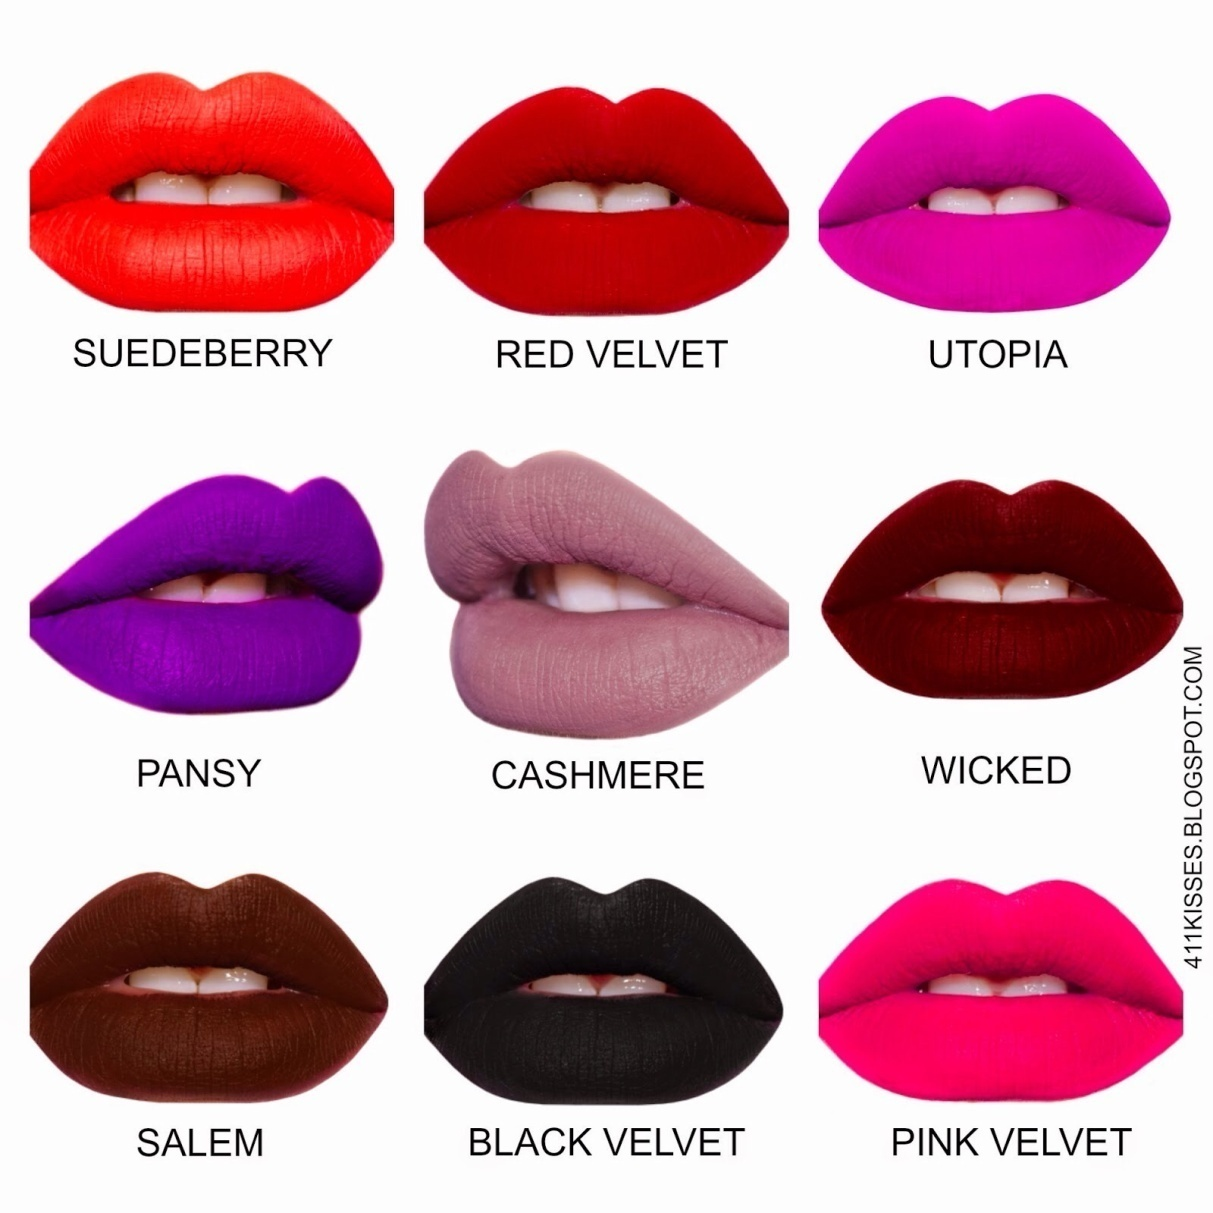 SUEDEBERRY
RED VELVET
UTOPIA
PANSY
CASHMERE
WICKED
SALEM
BLACK VELVET
PINK VELVET
411KISSES.BLOGSPOT.COM